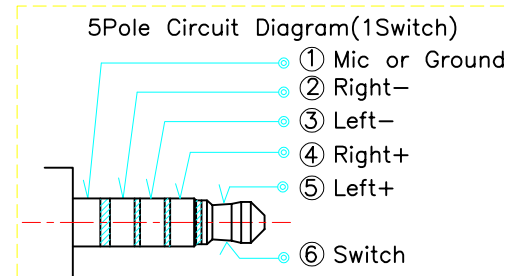 5Pole Circuit Diagram(1Switch)
① Mic or Ground
② Right−
③ Left−
④ Right+
⑤ Left+
⑥ Switch